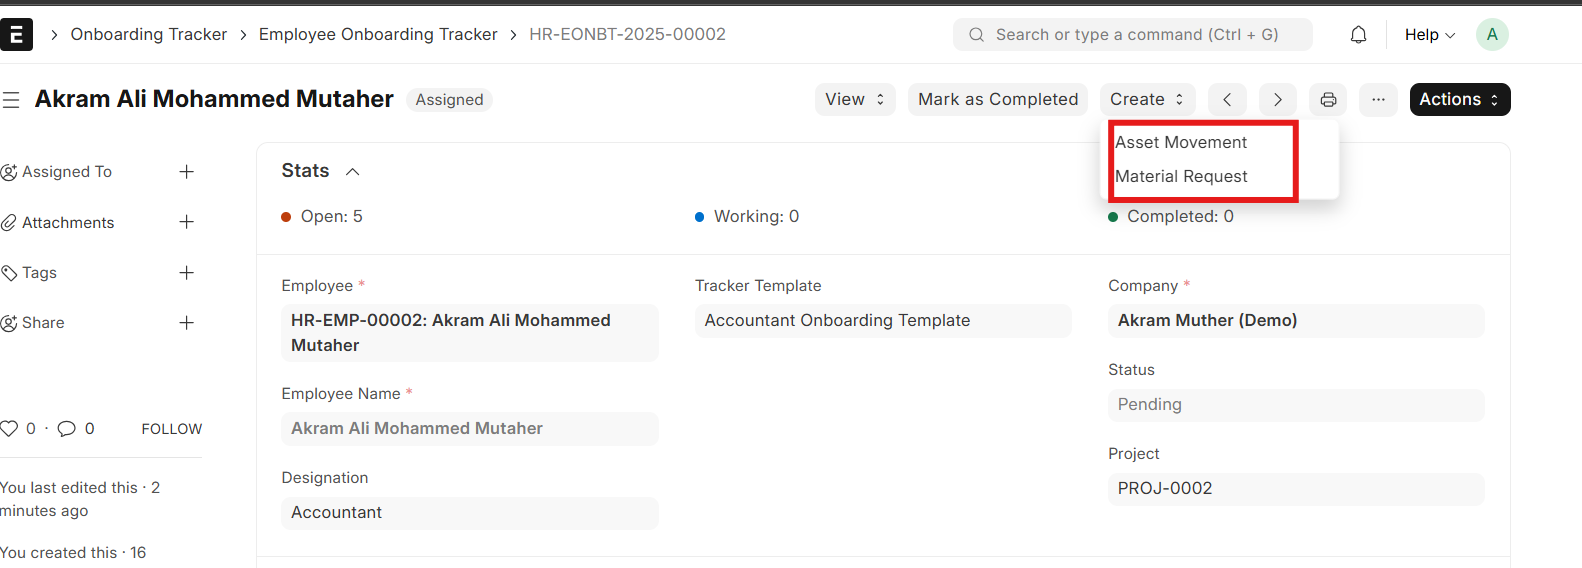 E
Onboarding Tracker
Employee Onboarding Tracker
HR-EONBT-2025-00002
Search or type a command (Ctrl + G)
Help
A
Akram Ali Mohammed Mutaher
Assigned
View
Mark as Completed
Create
...
Actions
Asset Movement
Material Request
Assigned To
Attachments
Tags
Share
0 · 0
FOLLOW
You last edited this · 2
minutes ago
You created this · 16
Stats
Open: 5
Working: 0
Completed: 0
Employee *
HR-EMP-00002: Akram Ali Mohammed
Mutaher
Employee Name *
Akram Ali Mohammed Mutaher
Designation
Accountant
Tracker Template
Accountant Onboarding Template
Company *
Akram Muther (Demo)
Status
Pending
Project
PROJ-0002